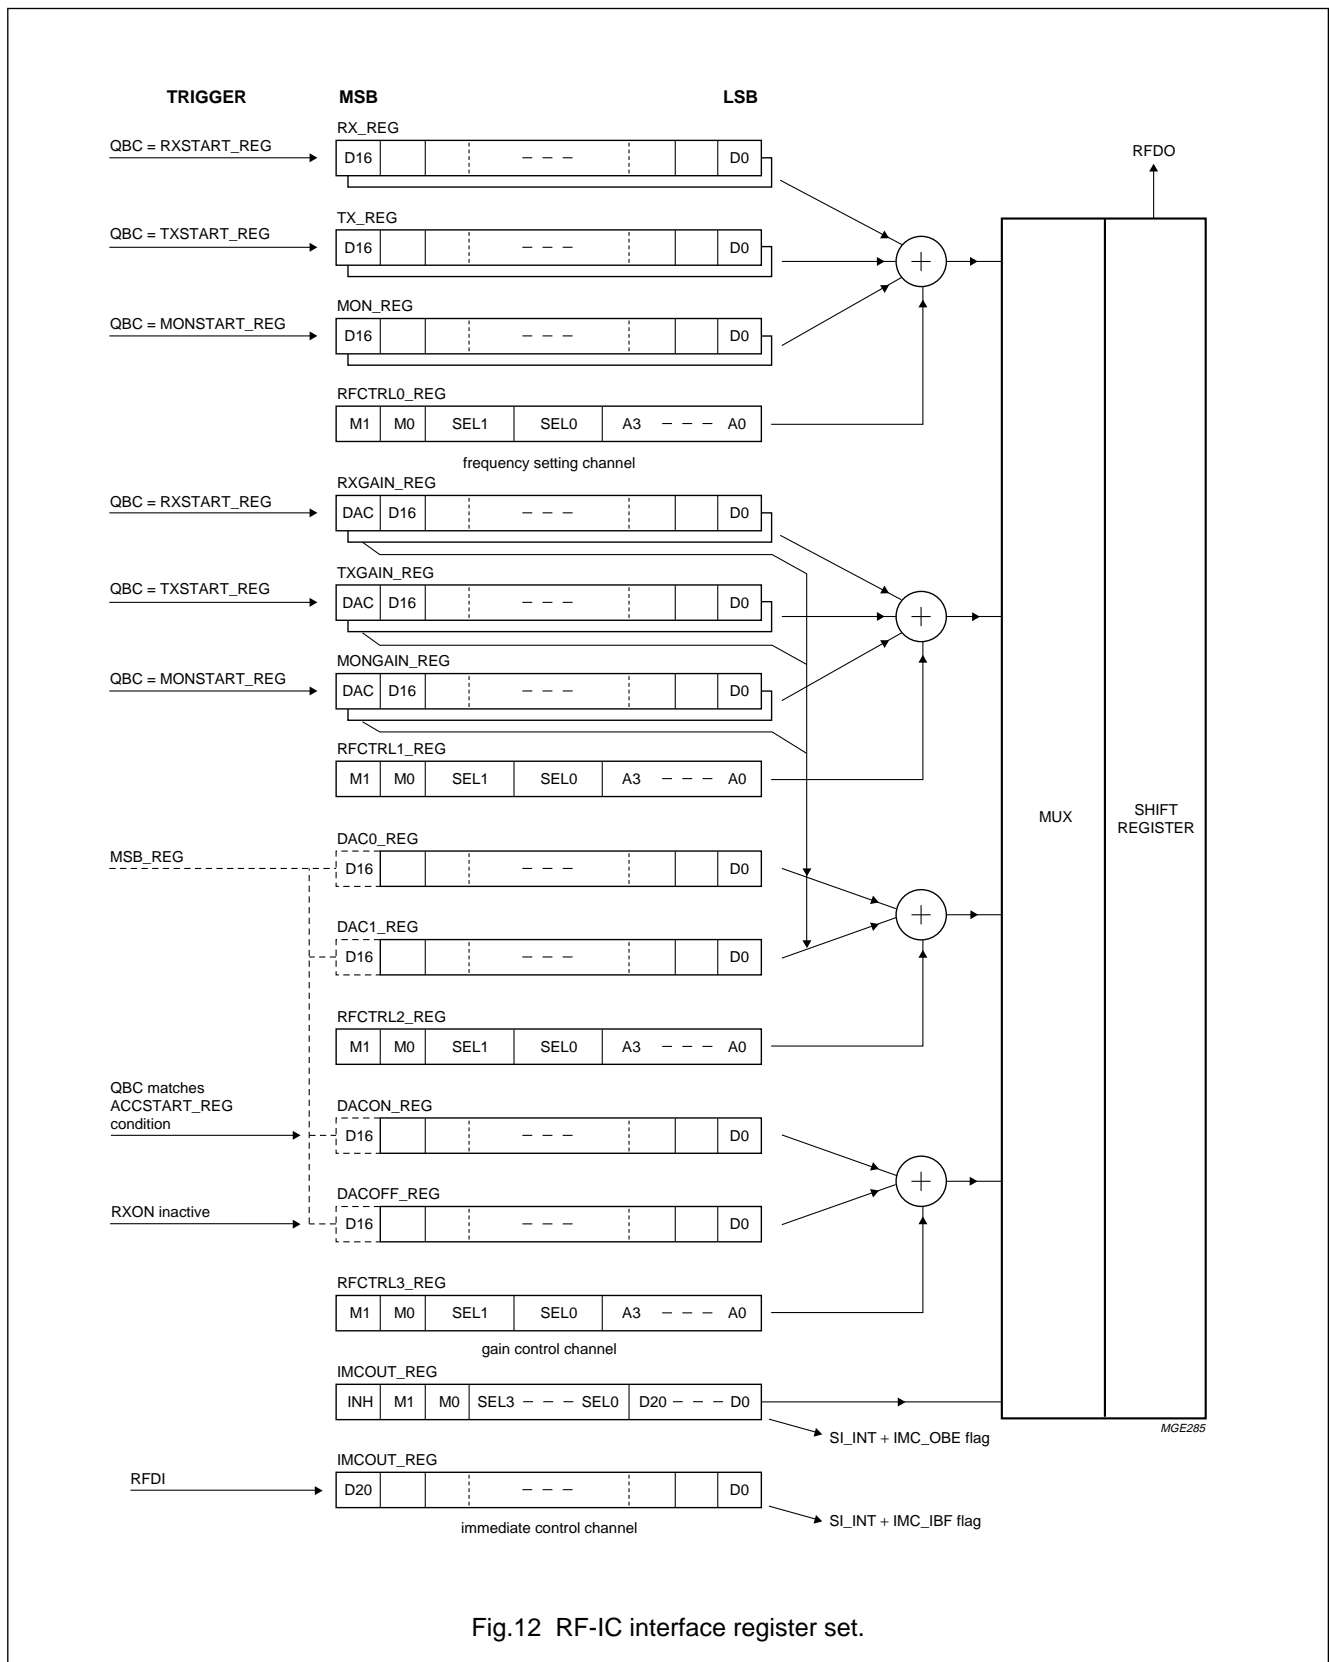 TRIGGER MSB LSB
RX_REG
QBC = RXSTART_REG D16 – – – D0
RFDO
TX_REG
QBC = TXSTART_REG D16 – – – D0
+
MON_REG
QBC = MONSTART_REG D16 – – – D0
RFCTRL0_REG
M1 M0 SEL1 SEL0 A3 – – – A0
frequency setting channel
RXGAIN_REG
QBC = RXSTART_REG DAC D16 – – – D0
TXGAIN_REG
QBC = TXSTART_REG DAC D16 – – – D0
+
MONGAIN_REG
QBC = MONSTART_REG DAC D16 – – – D0
RFCTRL1_REG
M1 M0 SEL1 SEL0 A3 – – – A0
MUX
SHIFT
REGISTER
DAC0_REG
MSB_REG D16 – – – D0
+
DAC1_REG
D16 – – – D0
RFCTRL2_REG
M1 M0 SEL1 SEL0 A3 – – – A0
QBC matches
ACCSTART_REG
condition
DACON_REG
D16 – – – D0
+
DACOFF_REG
RXON inactive D16 – – – D0
RFCTRL3_REG
M1 M0 SEL1 SEL0 A3 – – – A0
gain control channel
IMCOUT_REG
INH M1 M0 SEL3 – – – SEL0 D20 – – – D0
MGE285
SI_INT + IMC_OBE flag
IMCOUT_REG
RFDI D20 – – – D0
SI_INT + IMC_IBF flag
immediate control channel
Fig.12 RF-IC interface register set.